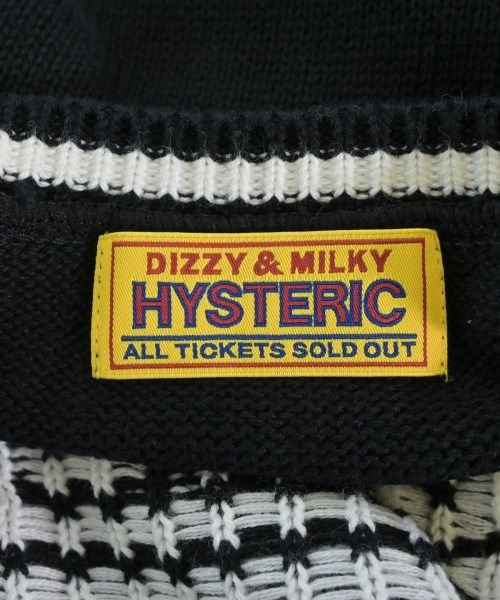 DIZZY & MILKY
HYSTERIC
ALL TICKETS SOLD OUT